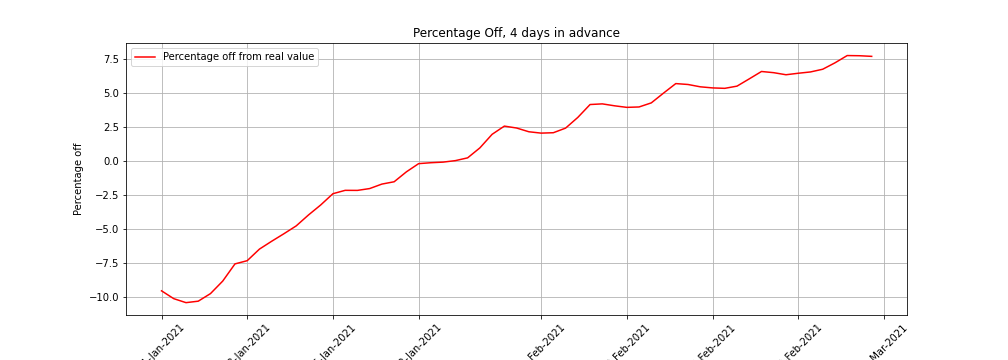 Percentage Off, 4 days in advance
Percentage off from real value
7.5
5.0
2.5
0.0
−2.5
−5.0
−7.5
−10.0
Percentage off
Jan-2021
Jan-2021
Jan-2021
Jan-2021
Feb-2021
Feb-2021
Feb-2021
Feb-2021
Mar-2021